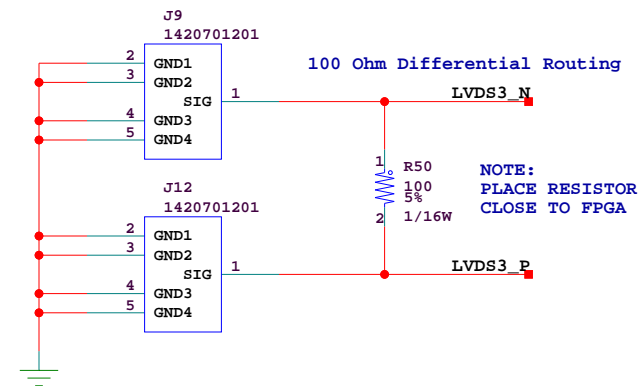 J9
1420701201
2 GND1
3 GND2
SIG 1
4 GND3
5 GND4
100 Ohm Differential Routing
LVDS3_N
1 R50
100
5%
2 1/16W
NOTE:
PLACE RESISTOR
CLOSE TO FPGA
J12
1420701201
2 GND1
3 GND2
SIG 1
4 GND3
5 GND4
LVDS3_P